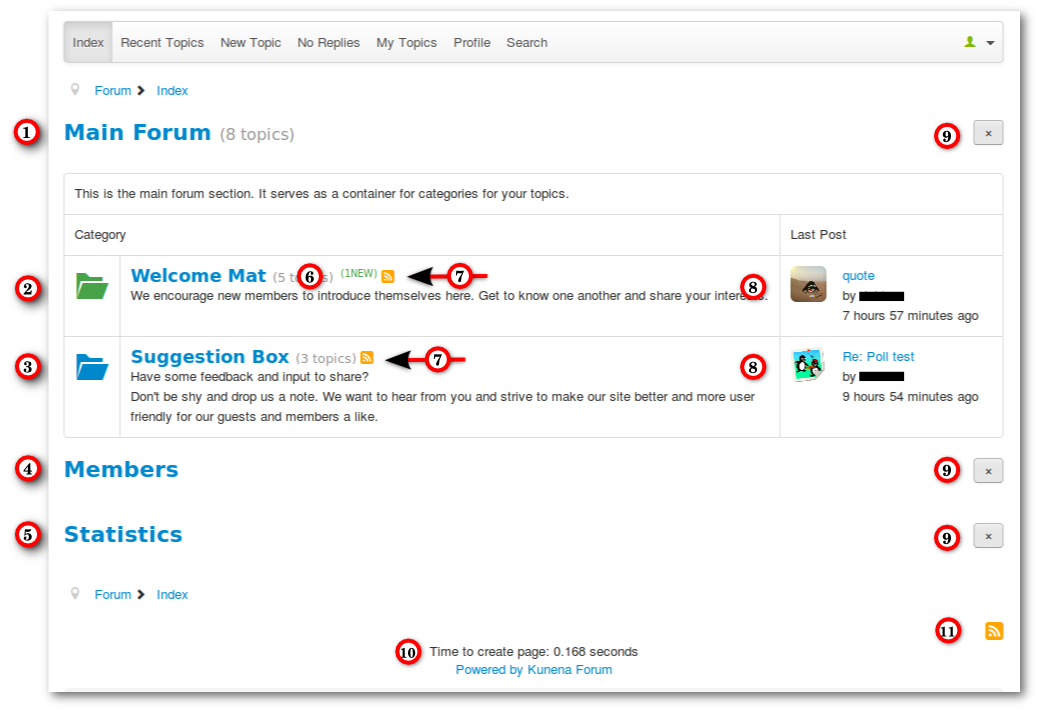 Index Recent Topics New Topic No Replies My Topics Profile Search
Forum Index
1 Main Forum (8 topics) 9 ×
This is the main forum section. It serves as a container for categories for your topics.
Category Last Post
2 Welcome Mat (5 topics) 6 (1NEW) 7 8 quote
We encourage new members to introduce themselves here. Get to know one another and share your interests.
by
7 hours 57 minutes ago
3 Suggestion Box (3 topics) 7 8 Re: Poll test
Have some feedback and input to share?
by
Don't be shy and drop us a note. We want to hear from you and strive to make our site better and more user
9 hours 54 minutes ago
friendly for our guests and members a like.
4 Members 9 ×
5 Statistics 9 ×
Forum Index
11
10 Time to create page: 0.168 seconds
Powered by Kunena Forum